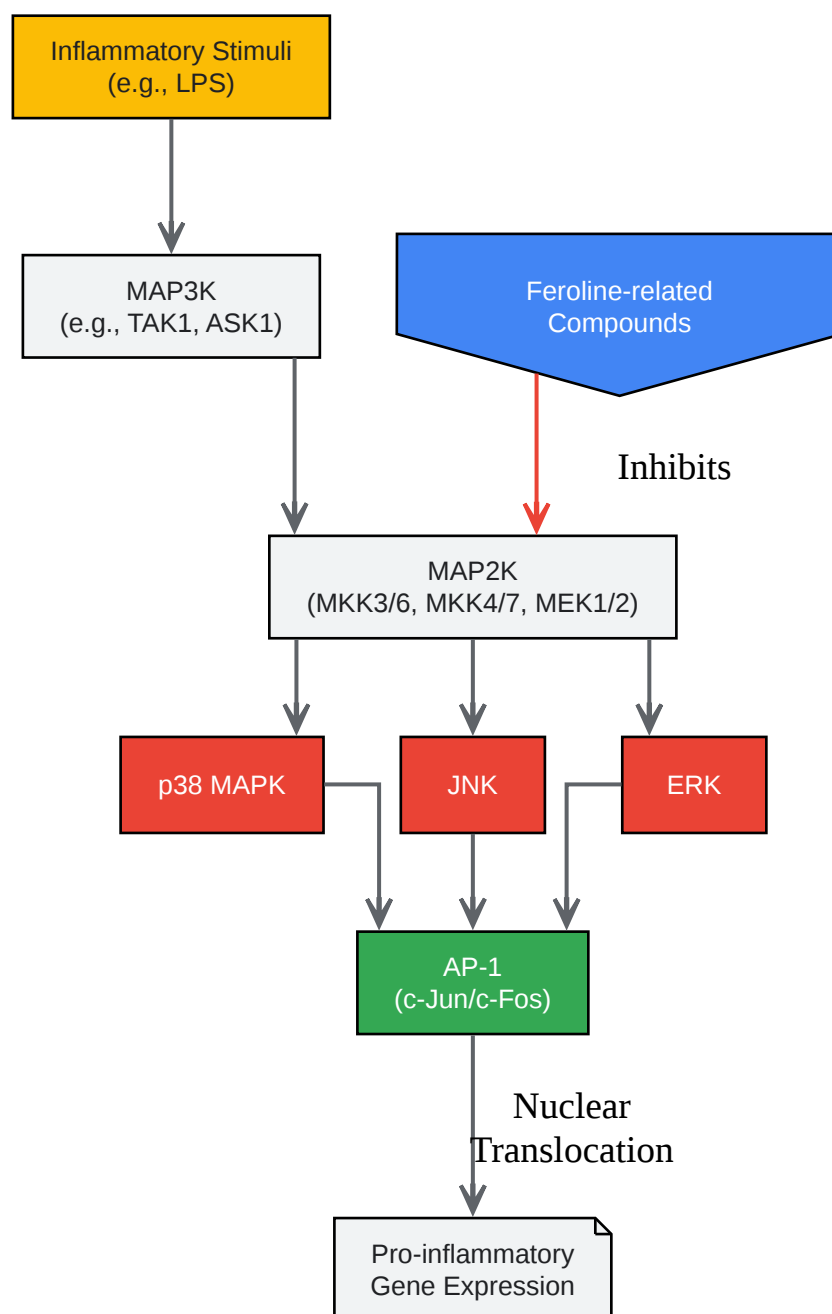 Inflammatory Stimuli
(e.g., LPS)
MAP3K
(e.g., TAK1, ASK1)
Feroline-related
Compounds
Inhibits
MAP2K
(MKK3/6, MKK4/7, MEK1/2)
p38 MAPK
JNK
ERK
AP-1
(c-Jun/c-Fos)
Nuclear
Translocation
Pro-inflammatory
Gene Expression